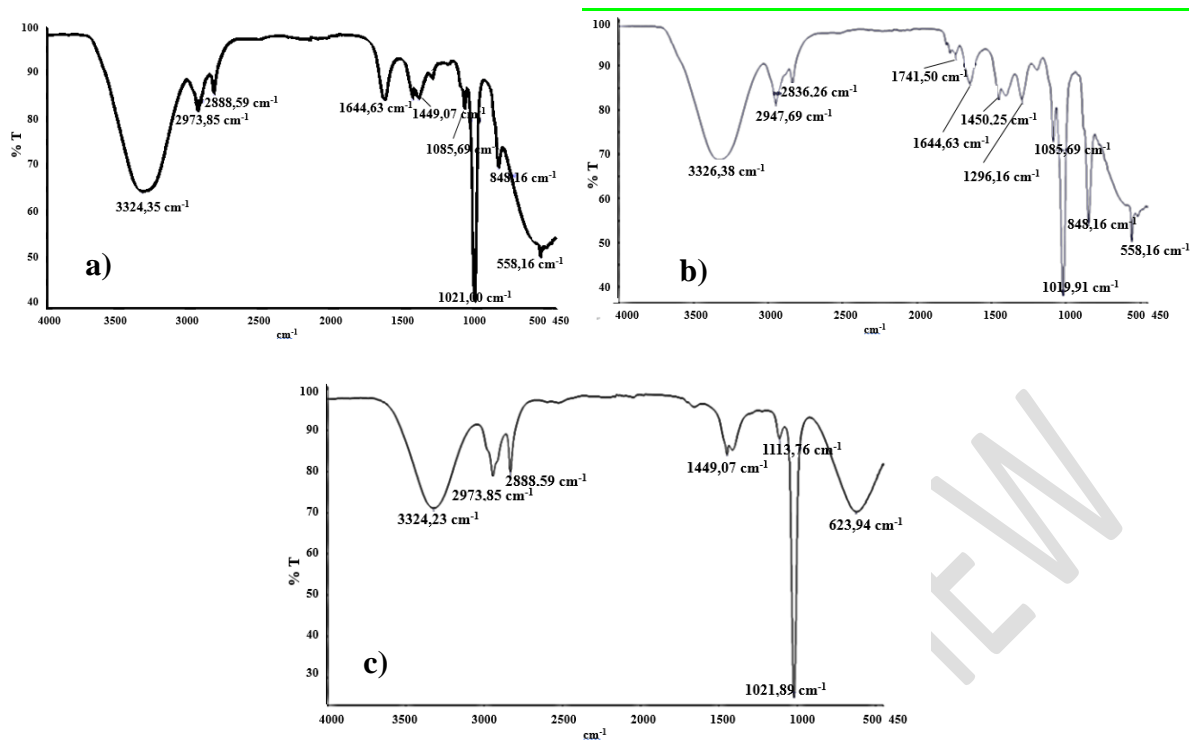 100
90
80
70
60
50
40
% T
2888,59 cm-1
2973,85 cm-1
3324,35 cm-1
1644,63 cm-1
1449,07 cm-1
1085,69 cm-1
848,16 cm-1
558,16 cm-1
1021,00 cm-1
a)
4000 3000 2000 1500 1000 500 400
cm-1
100
90
80
70
60
50
40
% T
1741,50 cm-1
2836.26 cm-1
2947,69 cm-1
1450.25 cm-1
1644,63 cm-1
1085,69 cm-1
3326,38 cm-1
1296,16 cm-1
848,16 cm-1
558,16 cm-1
1019,91 cm-1
b)
4000 3000 2000 1500 1000 500 450
cm-1
100
90
80
70
60
50
40
30
% T
1113,76 cm-1
1449,07 cm-1
2973,85 cm-1
2888.59 cm-1
3324,23 cm-1
623,94 cm-1
c)
1021,89 cm-1
4000 3000 2000 1000 500 450
cm-1